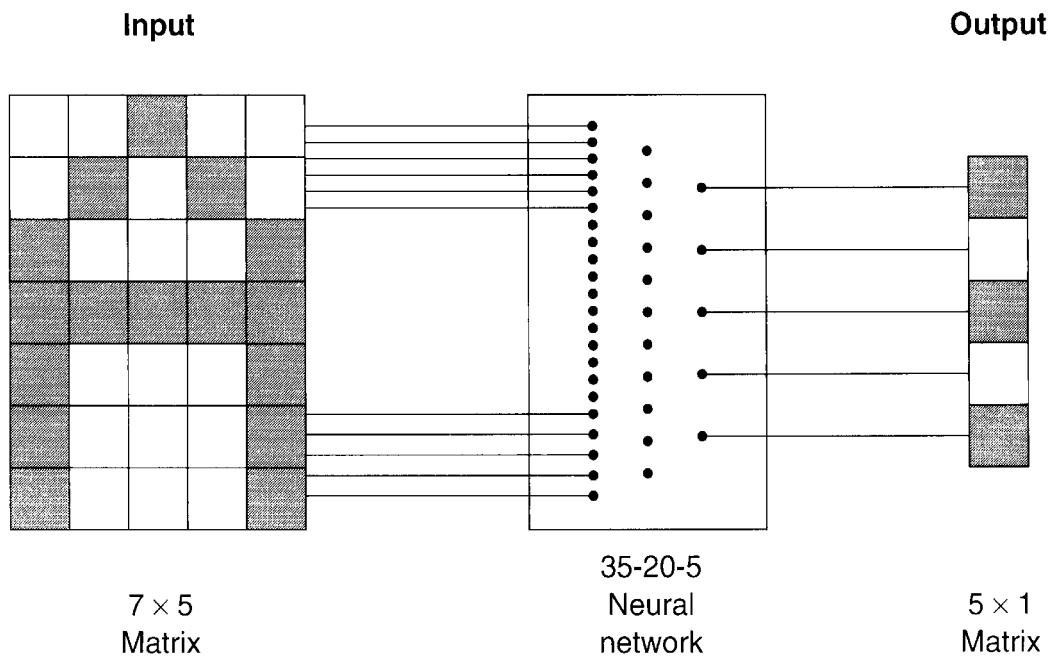 Input
Output
35-20-5
Neural
network
7 × 5
Matrix
5 × 1
Matrix